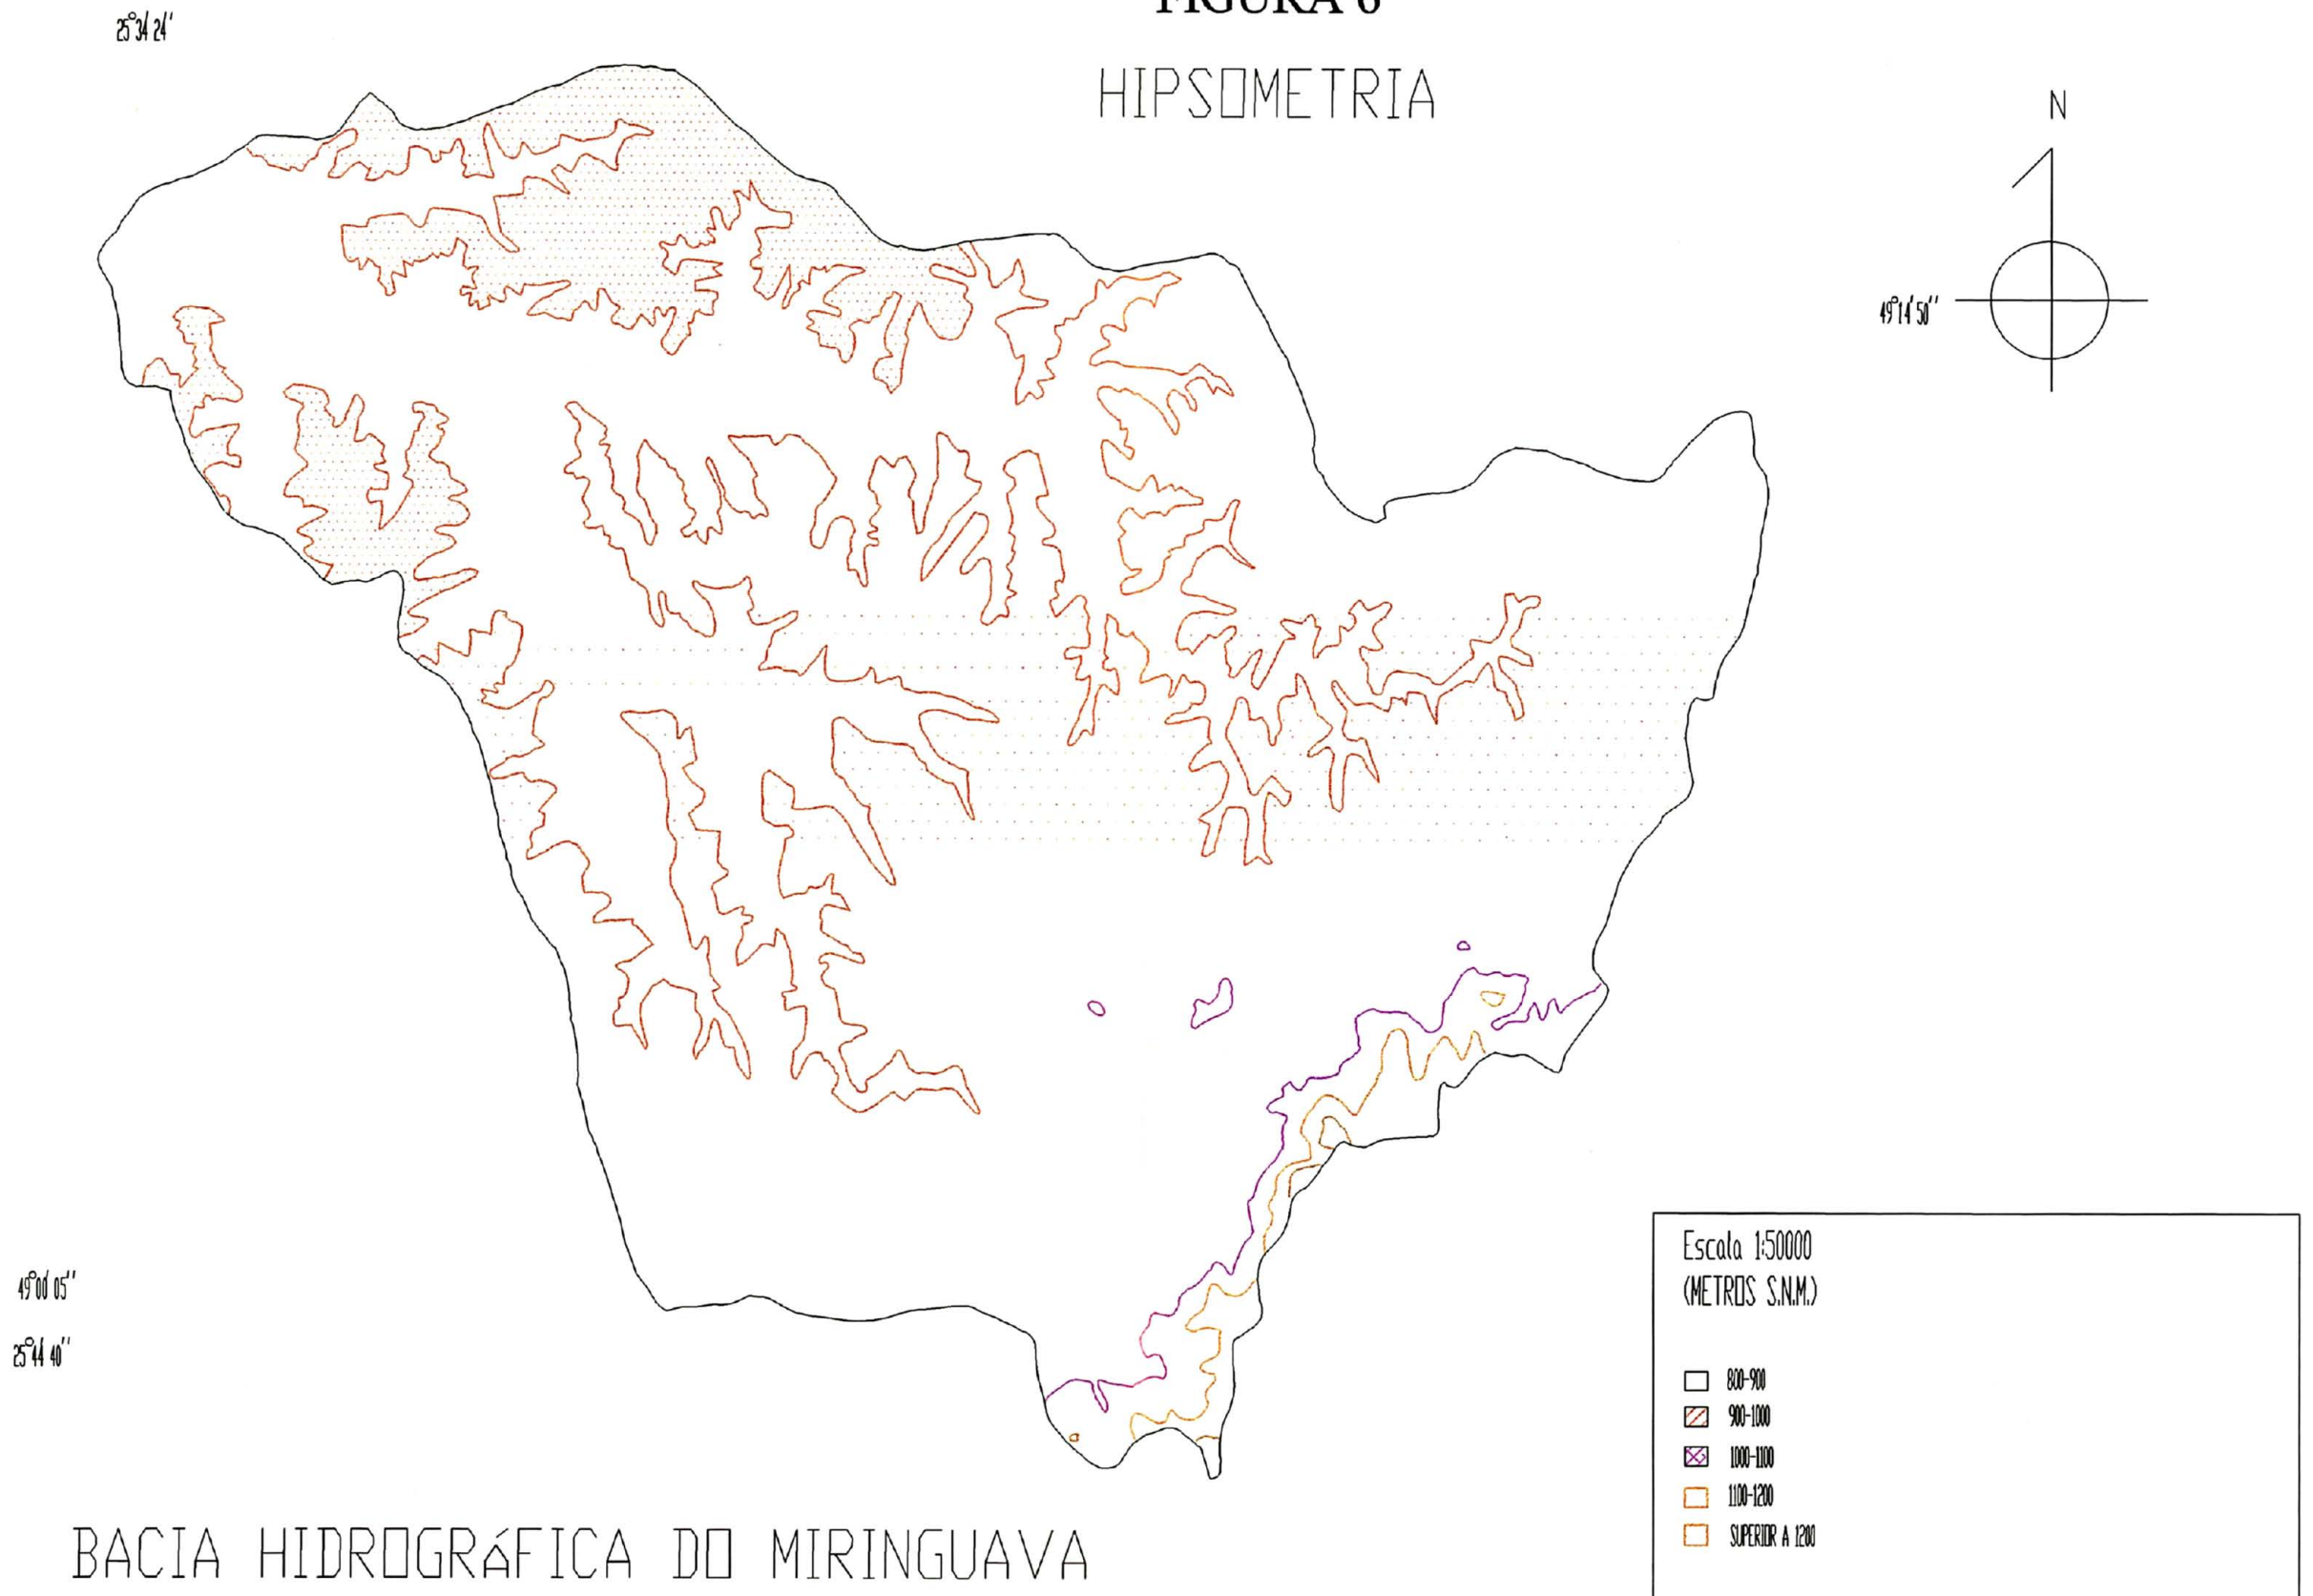 FIGURA 6
25°34'24"
HIPSOMETRIA
N
49°14'50"
49°00'05"
25°44'40"
Escala 1:50000
(METROS S.N.M.)
800-900
900-1000
1000-1100
1100-1200
SUPERIOR A 1200
BACIA HIDROGRáFICA DO MIRINGUAVA